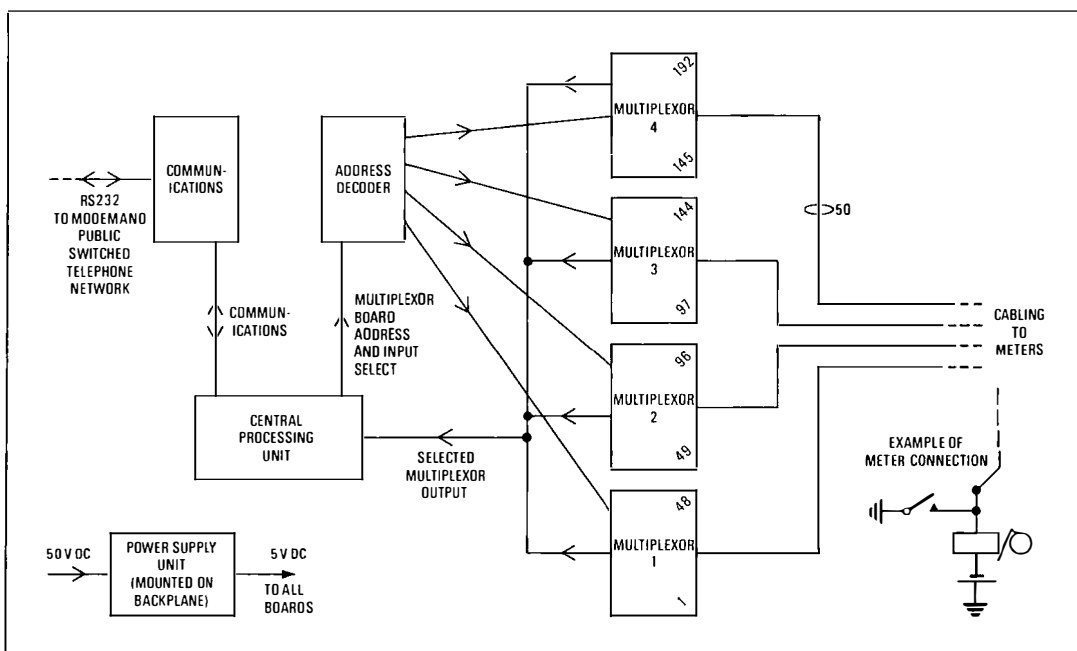 COMMUN-
ICATIONS
RS232
TO MODEMAND
PUBLIC
SWITCHED
TELEPHONE
NETWORK
ADDRESS
DECODER
COMMUN-
ICATIONS
MULTIPLEXOR
BOARD
ADDRESS
AND INPUT
SELECT
CENTRAL
PROCESSING
UNIT
SELECTED
MULTIPLEXOR
OUTPUT
50 V DC
POWER SUPPLY
UNIT
(MOUNTED ON
BACKPLANE)
5 V DC
TO ALL
BOARDS
192
MULTIPLEXOR
4
145
144
MULTIPLEXOR
3
97
96
MULTIPLEXOR
2
49
48
MULTIPLEXOR
1
1
50
CABLING
TO
METERS
EXAMPLE OF
METER CONNECTION